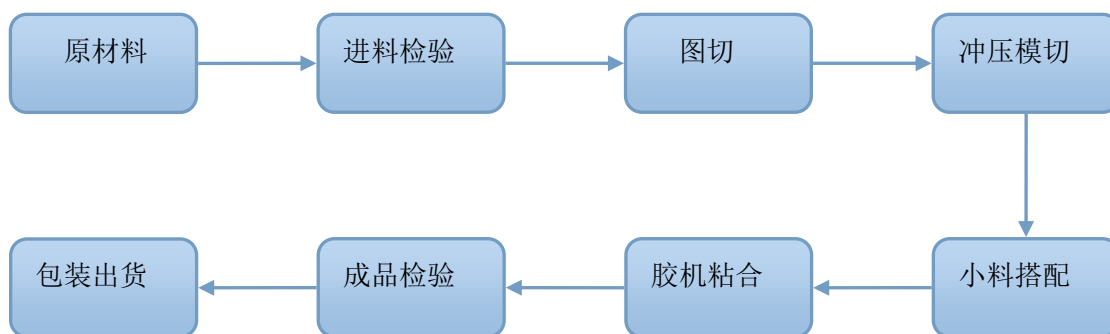 原材料
进料检验
图切
冲压模切
小料搭配
胶机粘合
成品检验
包装出货